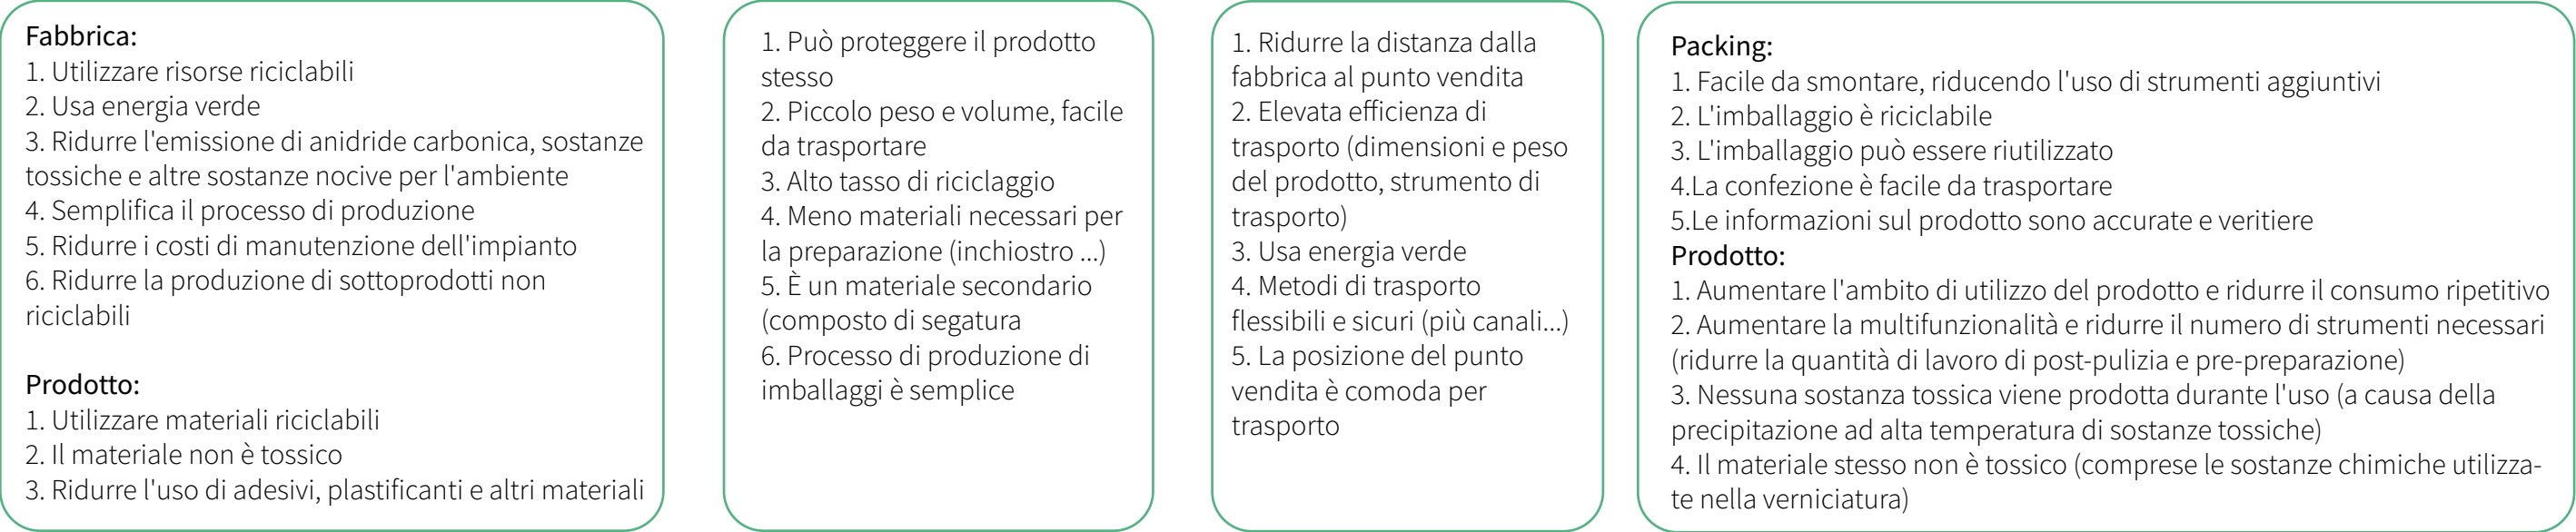 Fabbrica:
1. Utilizzare risorse riciclabili
2. Usa energia verde
3. Ridurre l'emissione di anidride carbonica, sostanze
tossiche e altre sostanze nocive per l'ambiente
4. Semplifica il processo di produzione
5. Ridurre i costi di manutenzione dell'impianto
6. Ridurre la produzione di sottoprodotti non
riciclabili
Prodotto:
1. Utilizzare materiali riciclabili
2. Il materiale non è tossico
3. Ridurre l'uso di adesivi, plastificanti e altri materiali
1. Può proteggere il prodotto
stesso
2. Piccolo peso e volume, facile
da trasportare
3. Alto tasso di riciclaggio
4. Meno materiali necessari per
la preparazione (inchiostro ...)
5. È un materiale secondario
(composto di segatura
6. Processo di produzione di
imballaggi è semplice
1. Ridurre la distanza dalla
fabbrica al punto vendita
2. Elevata efficienza di
trasporto (dimensioni e peso
del prodotto, strumento di
trasporto)
3. Usa energia verde
4. Metodi di trasporto
flessibili e sicuri (più canali...)
5. La posizione del punto
vendita è comoda per
trasporto
Packing:
1. Facile da smontare, riducendo l'uso di strumenti aggiuntivi
2. L'imballaggio è riciclabile
3. L'imballaggio può essere riutilizzato
4.La confezione è facile da trasportare
5.Le informazioni sul prodotto sono accurate e veritiere
Prodotto:
1. Aumentare l'ambito di utilizzo del prodotto e ridurre il consumo ripetitivo
2. Aumentare la multifunzionalità e ridurre il numero di strumenti necessari
(ridurre la quantità di lavoro di post-pulizia e pre-preparazione)
3. Nessuna sostanza tossica viene prodotta durante l'uso (a causa della
precipitazione ad alta temperatura di sostanze tossiche)
4. Il materiale stesso non è tossico (comprese le sostanze chimiche utilizza-
te nella verniciatura)